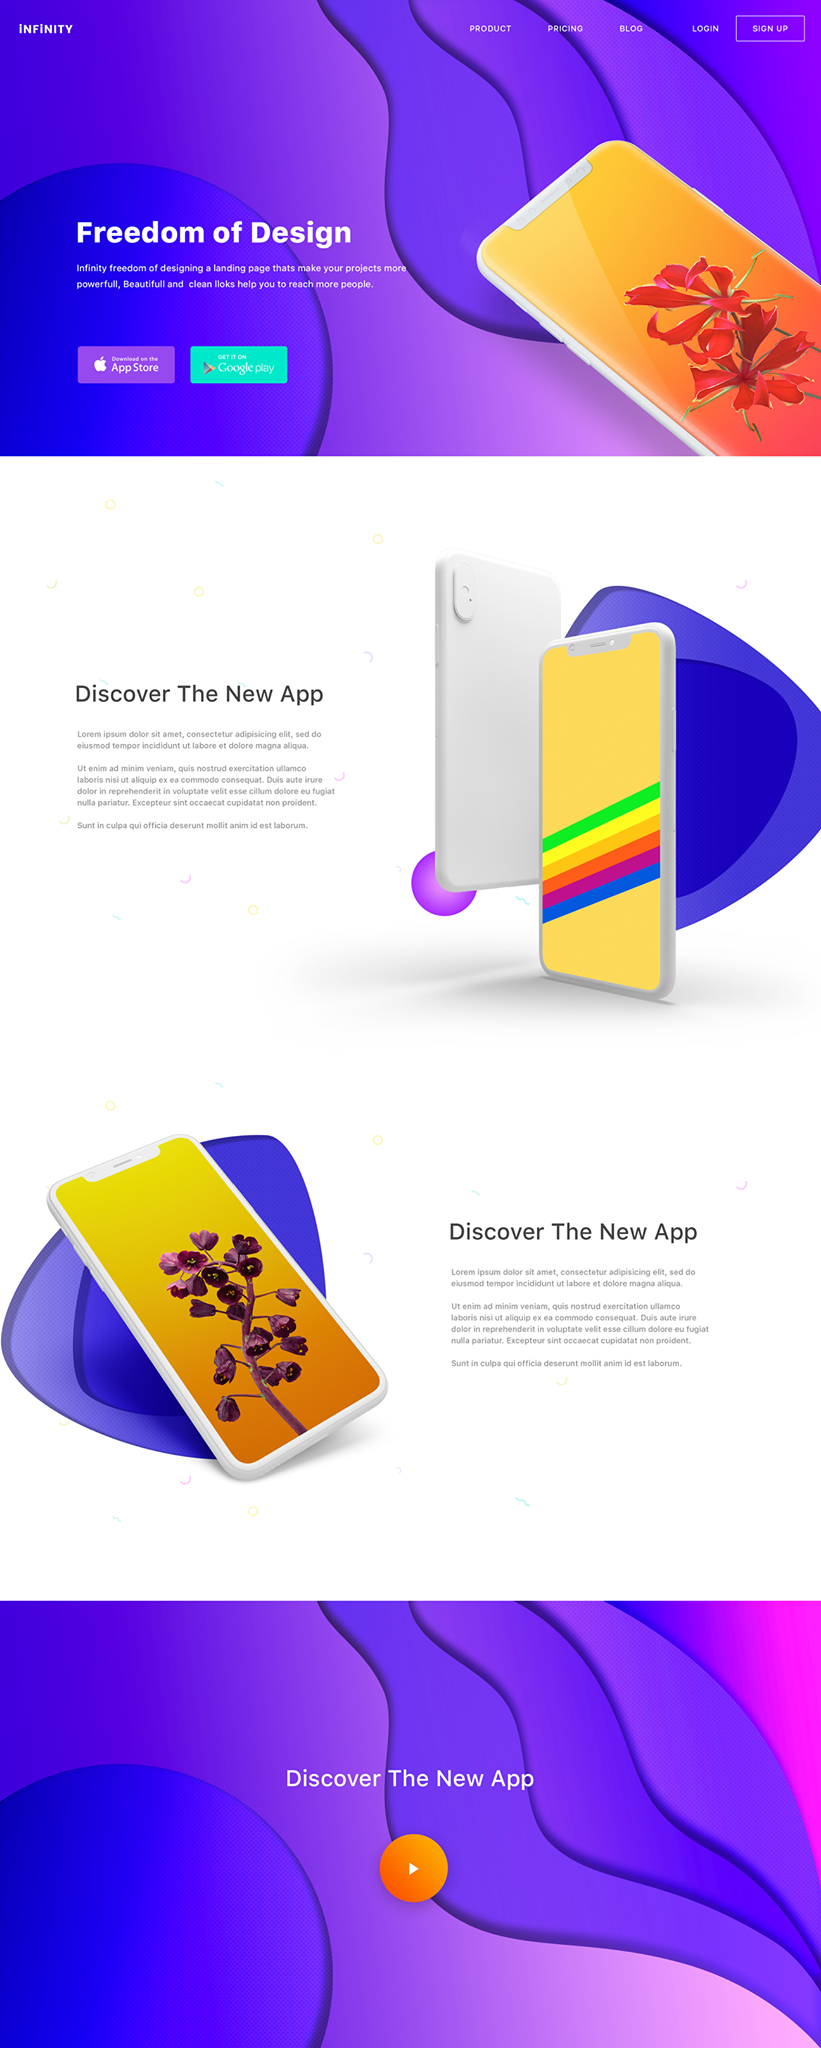 iNFiNITY
PRODUCT
PRICING
BLOG
LOGIN
SIGN UP
Freedom of Design
Infinity freedom of designing a landing page thats make your projects more
powerfull, Beautifull and clean lloks help you to reach more people.
Download on the
App Store
GET IT ON
Google play
Discover The New App
Lorem ipsum dolor sit amet, consectetur adipisicing elit, sed do
eiusmod tempor incididunt ut labore et dolore magna aliqua.
Ut enim ad minim veniam, quis nostrud exercitation ullamco
laboris nisi ut aliquip ex ea commodo consequat. Duis aute irure
dolor in reprehenderit in voluptate velit esse cillum dolore eu fugiat
nulla pariatur. Excepteur sint occaecat cupidatat non proident.
Sunt in culpa qui officia deserunt mollit anim id est laborum.
Discover The New App
Lorem ipsum dolor sit amet, consectetur adipisicing elit, sed do
eiusmod tempor incididunt ut labore et dolore magna aliqua.
Ut enim ad minim veniam, quis nostrud exercitation ullamco
laboris nisi ut aliquip ex ea commodo consequat. Duis aute irure
dolor in reprehenderit in voluptate velit esse cillum dolore eu fugiat
nulla pariatur. Excepteur sint occaecat cupidatat non proident.
Sunt in culpa qui officia deserunt mollit anim id est laborum.
Discover The New App